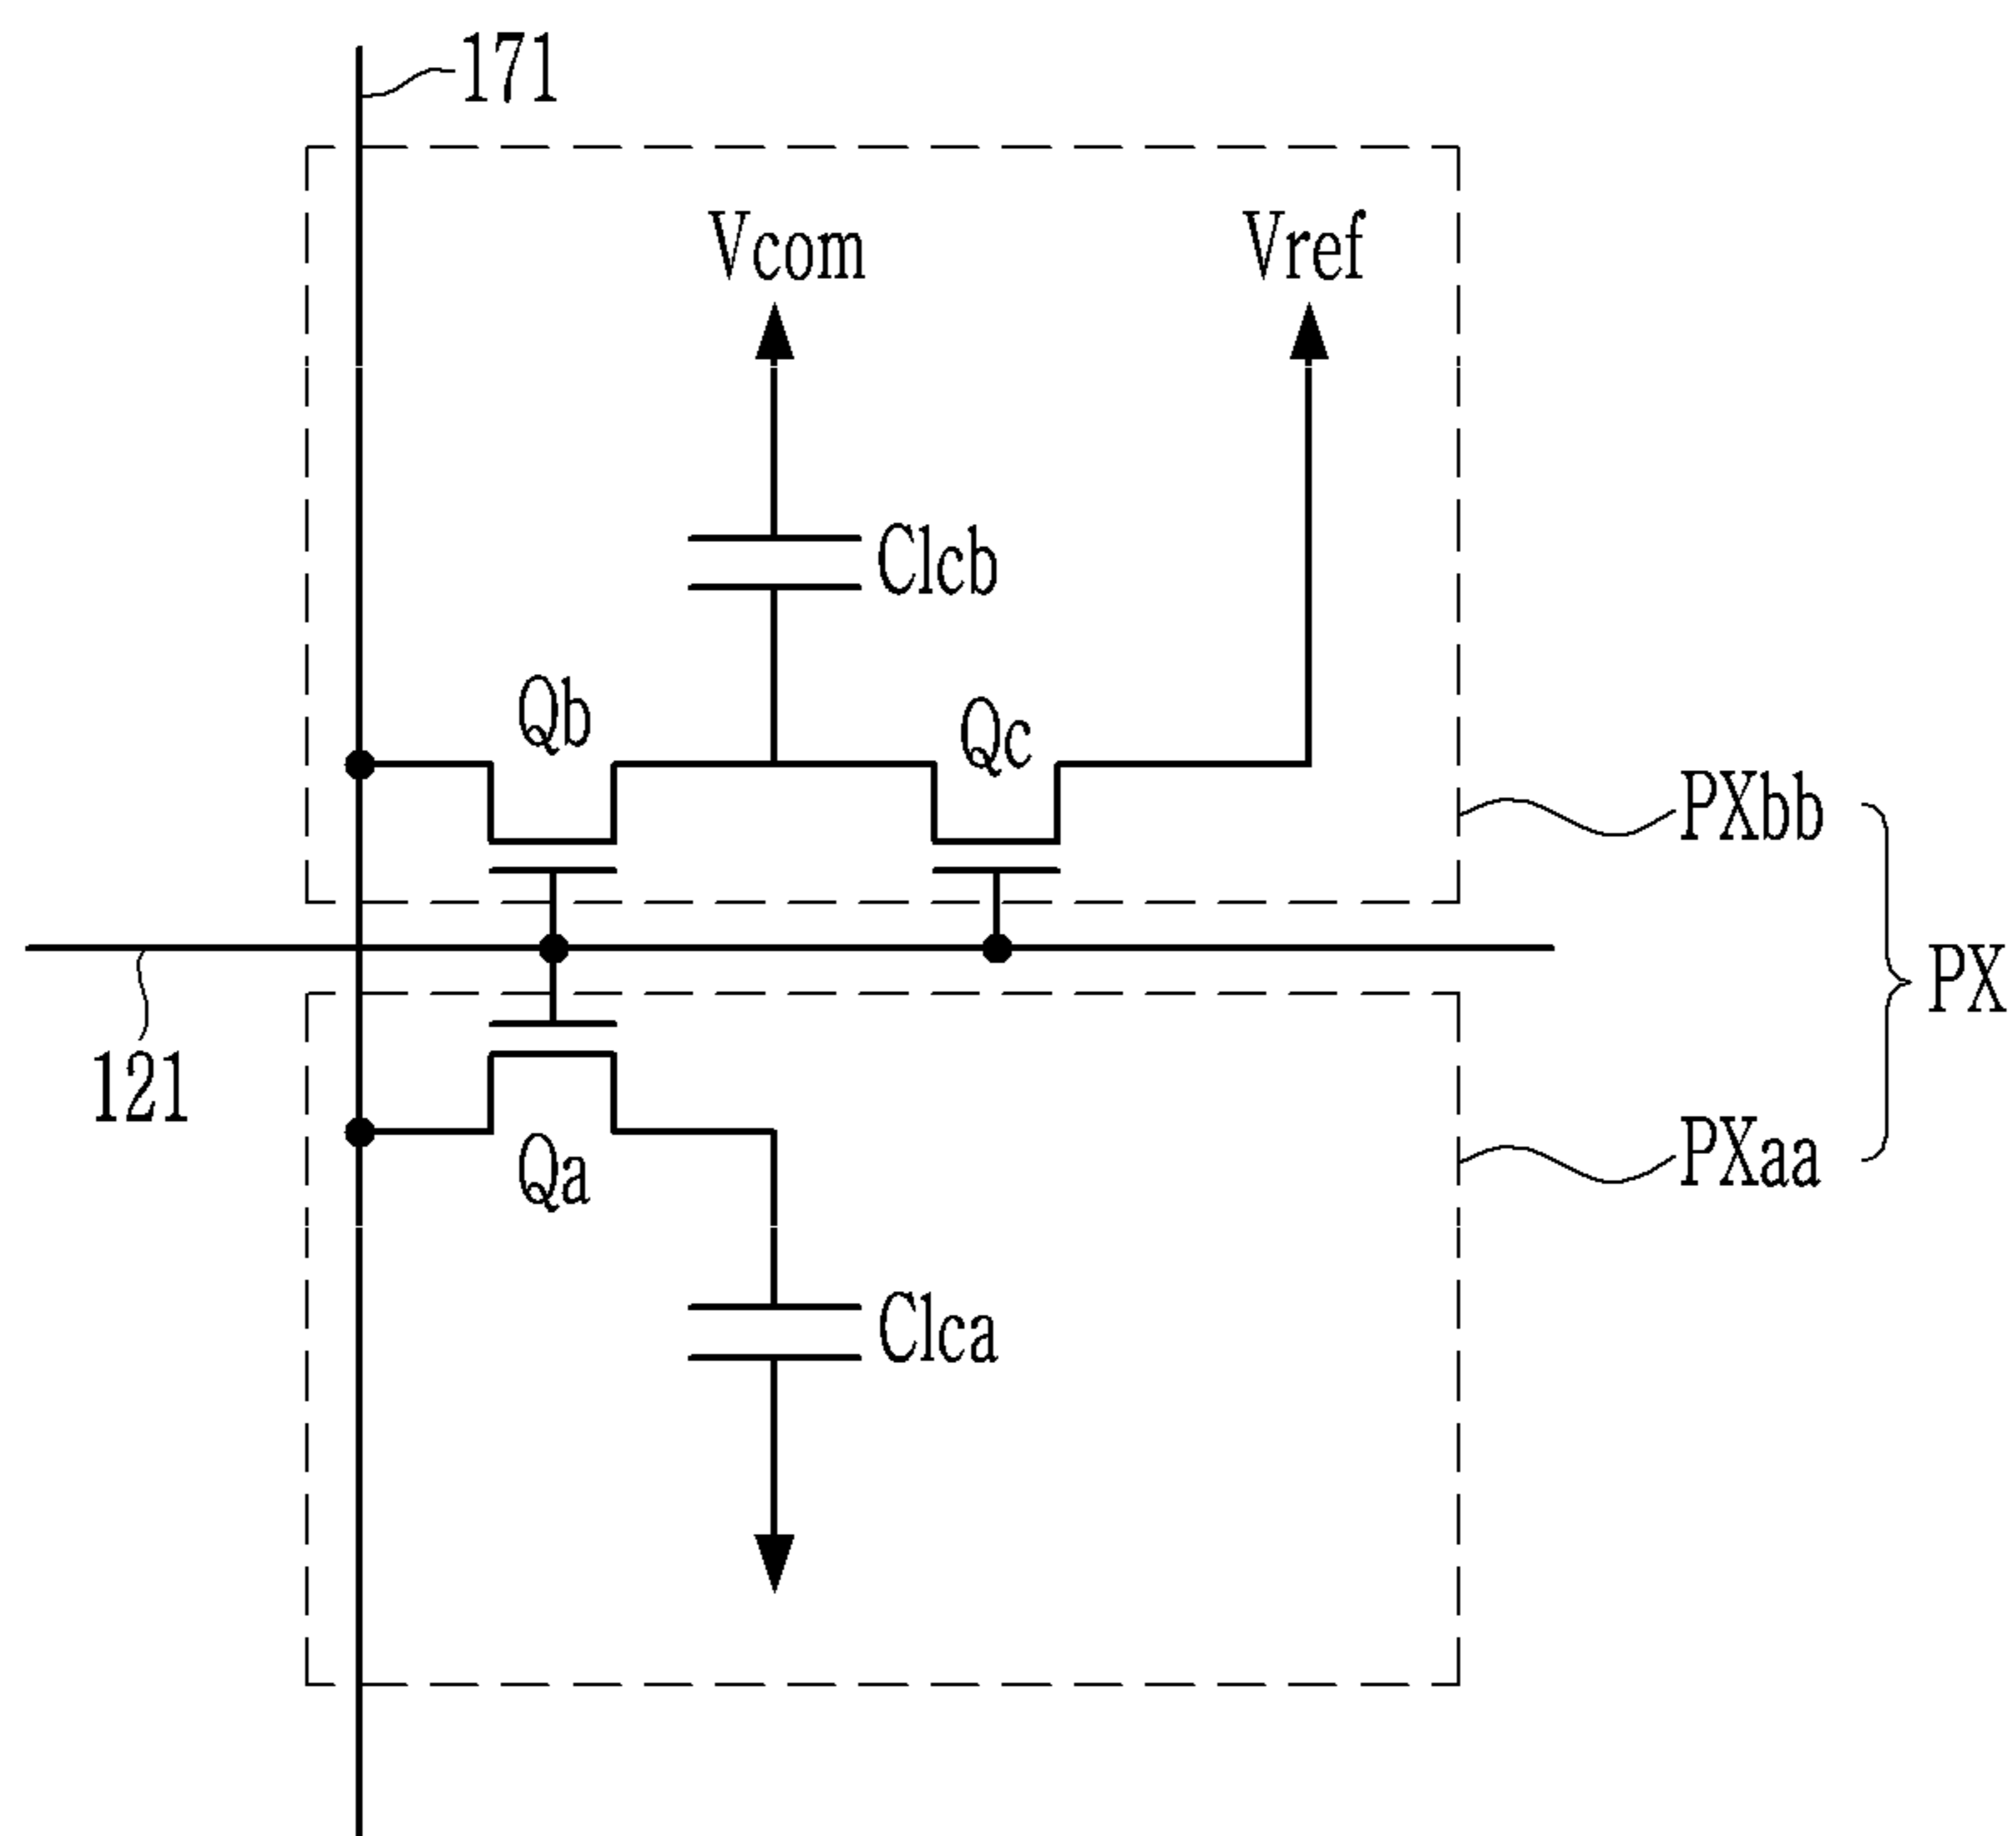 171
Vcom
Vref
Clcb
Qb
Qc
PXbb
PX
121
PXaa
Qa
Clca